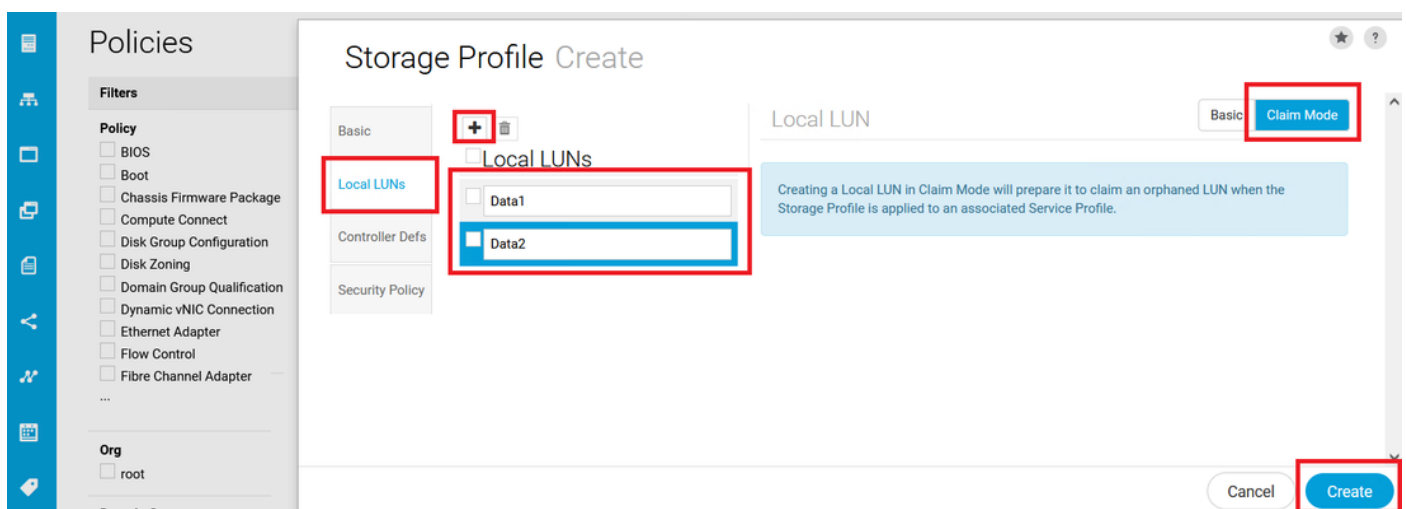 Policies
Filters
Policy
BIOS
Boot
Chassis Firmware Package
Compute Connect
Disk Group Configuration
Disk Zoning
Domain Group Qualification
Dynamic vNIC Connection
Ethernet Adapter
Flow Control
Fibre Channel Adapter
...
Org
root
Storage Profile Create
?
Basic
Local LUNs
Controller Defs
Security Policy
+
Local LUNs
Data1
Data2
Local LUN
Basic
Claim Mode
Creating a Local LUN in Claim Mode will prepare it to claim an orphaned LUN when the
Storage Profile is applied to an associated Service Profile.
Cancel
Create